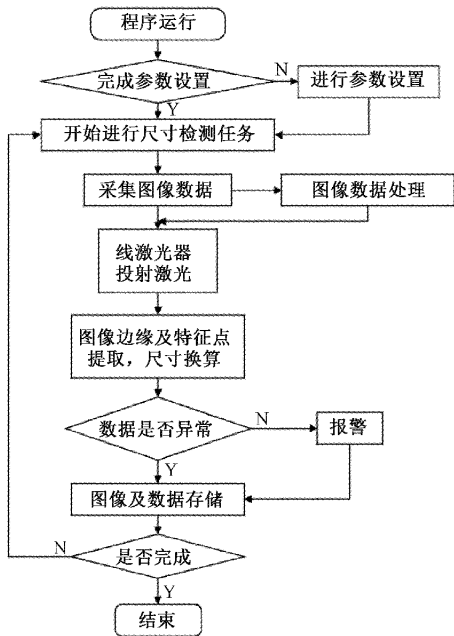 程序运行
完成参数设置
N
进行参数设置
Y
开始进行尺寸检测任务
采集图像数据
图像数据处理
线激光器
投射激光
图像边缘及特征点
提取，尺寸换算
数据是否异常
N
报警
Y
图像及数据存储
N
是否完成
Y
结束